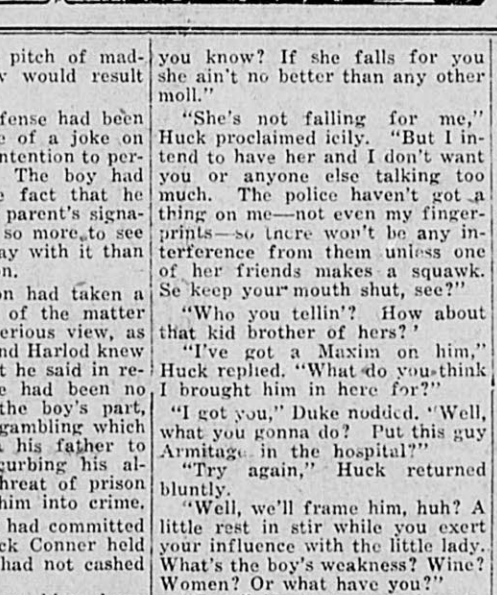 pitch of mad-
would result
fense had been
of a joke on
ntention to per-
The boy had
fact that he
parent's signa-
so more to see
ay with it than
on.
on had taken a
of the matter
erious view, as
nd Harlod knew
t he said in re-
e had been no
the boy's part,
gambling which
his father to
curbing his al-
hreat of prison
him into crime.
had committed
ck Conner held
had not cashed
you know? If she falls for you
she ain't no better than any other
moll."
"She's not falling for me,"
Huck proclaimed icily. "But I in-
tend to have her and I don't want
you or anyone else talking too
much. The police haven't got a
thing on me—not even my finger-
prints—so there won't be any in-
terference from them unless one
of her friends makes a squawk.
Se keep your mouth shut, see?"
"Who you tellin'? How about
that kid brother of hers?'
"I've got a Maxim on him,"
Huck replied. "What do you think
I brought him in here for?"
"I got you," Duke nodded. "Well,
what you gonna do? Put this guy
Armitage in the hospital?"
"Try again," Huck returned
bluntly.
"Well, we'll frame him, huh? A
little rest in stir while you exert
your influence with the little lady.
What's the boy's weakness? Wine?
Women? Or what have you?"